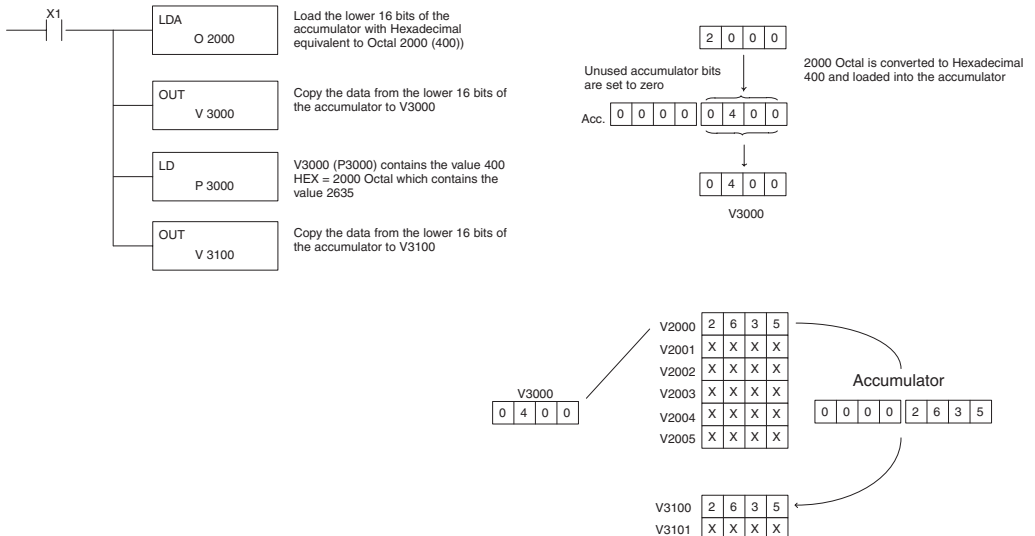 X1
LDA
O 2000
Load the lower 16 bits of the
accumulator with Hexadecimal
equivalent to Octal 2000 (400))
OUT
V 3000
Copy the data from the lower 16 bits of
the accumulator to V3000
LD
P 3000
V3000 (P3000) contains the value 400
HEX = 2000 Octal which contains the
value 2635
OUT
V 3100
Copy the data from the lower 16 bits of
the accumulator to V3100
2 0 0 0
2000 Octal is converted to Hexadecimal
400 and loaded into the accumulator
Unused accumulator bits
are set to zero
Acc. 0 0 0 0 0 4 0 0
0 4 0 0
V3000
V3000
0 4 0 0
V2000 2 6 3 5
V2001 X X X X
V2002 X X X X
V2003 X X X X
V2004 X X X X
V2005 X X X X
Accumulator
0 0 0 0 2 6 3 5
V3100 2 6 3 5
V3101 X X X X